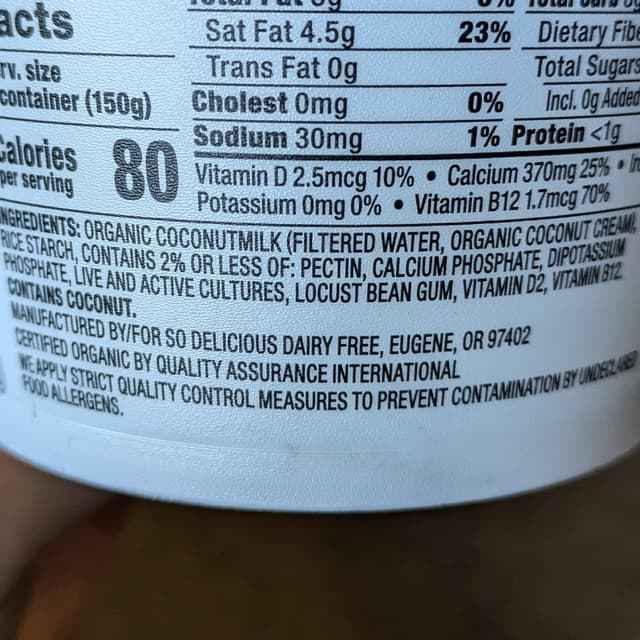 acts
Sat Fat 4.5g 23% Dietary Fibe
rv. size Trans Fat 0g Total Sugars
container (150g) Cholest 0mg 0% Incl. 0g Added
Calories 80 Sodium 30mg 1% Protein <1g
per serving Vitamin D 2.5mcg 10% • Calcium 370mg 25% •
Potassium 0mg 0% • Vitamin B12 1.7mcg 70%
INGREDIENTS: ORGANIC COCONUTMILK (FILTERED WATER, ORGANIC COCONUT CREAM),
RICE STARCH, CONTAINS 2% OR LESS OF: PECTIN, CALCIUM PHOSPHATE, DIPOTASSIUM
PHOSPHATE, LIVE AND ACTIVE CULTURES, LOCUST BEAN GUM, VITAMIN D2, VITAMIN B12.
CONTAINS COCONUT.
MANUFACTURED BY/FOR SO DELICIOUS DAIRY FREE, EUGENE, OR 97402
CERTIFIED ORGANIC BY QUALITY ASSURANCE INTERNATIONAL
WE APPLY STRICT QUALITY CONTROL MEASURES TO PREVENT CONTAMINATION BY UNDECLARED
FOOD ALLERGENS.